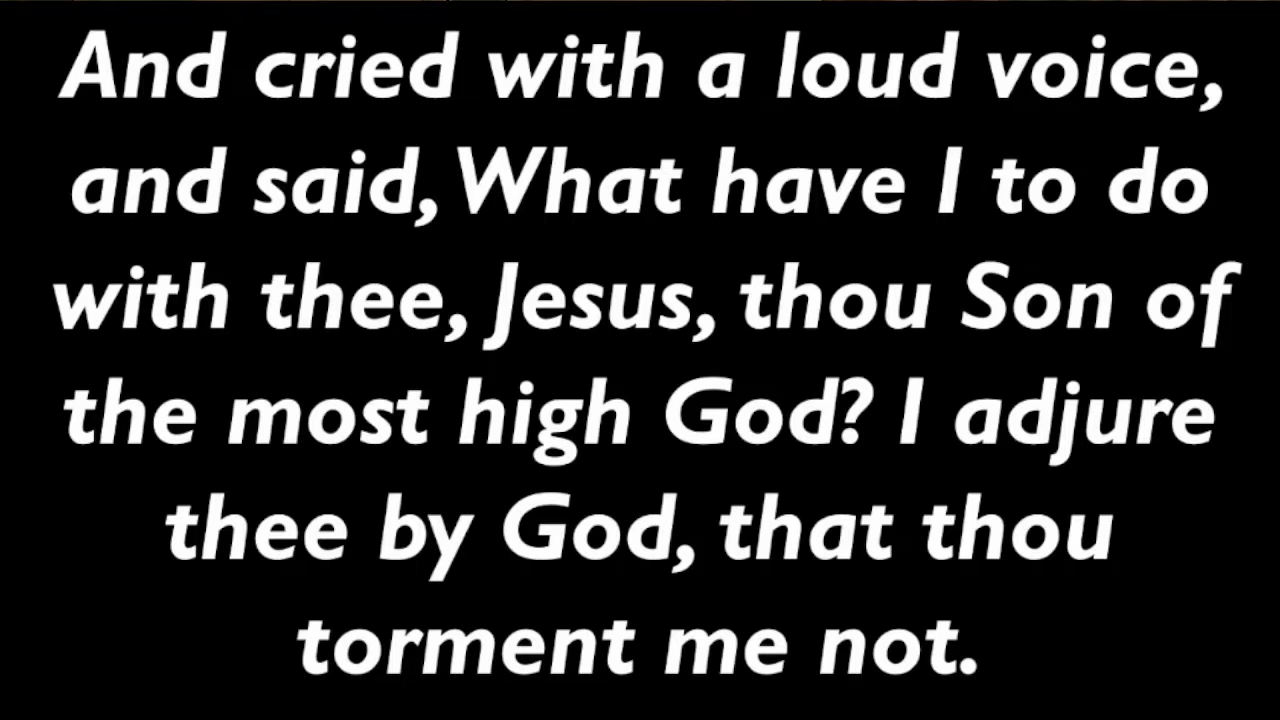 And cried with a loud voice,
and said, What have I to do
with thee, Jesus, thou Son of
the most high God? I adjure
thee by God, that thou
torment me not.